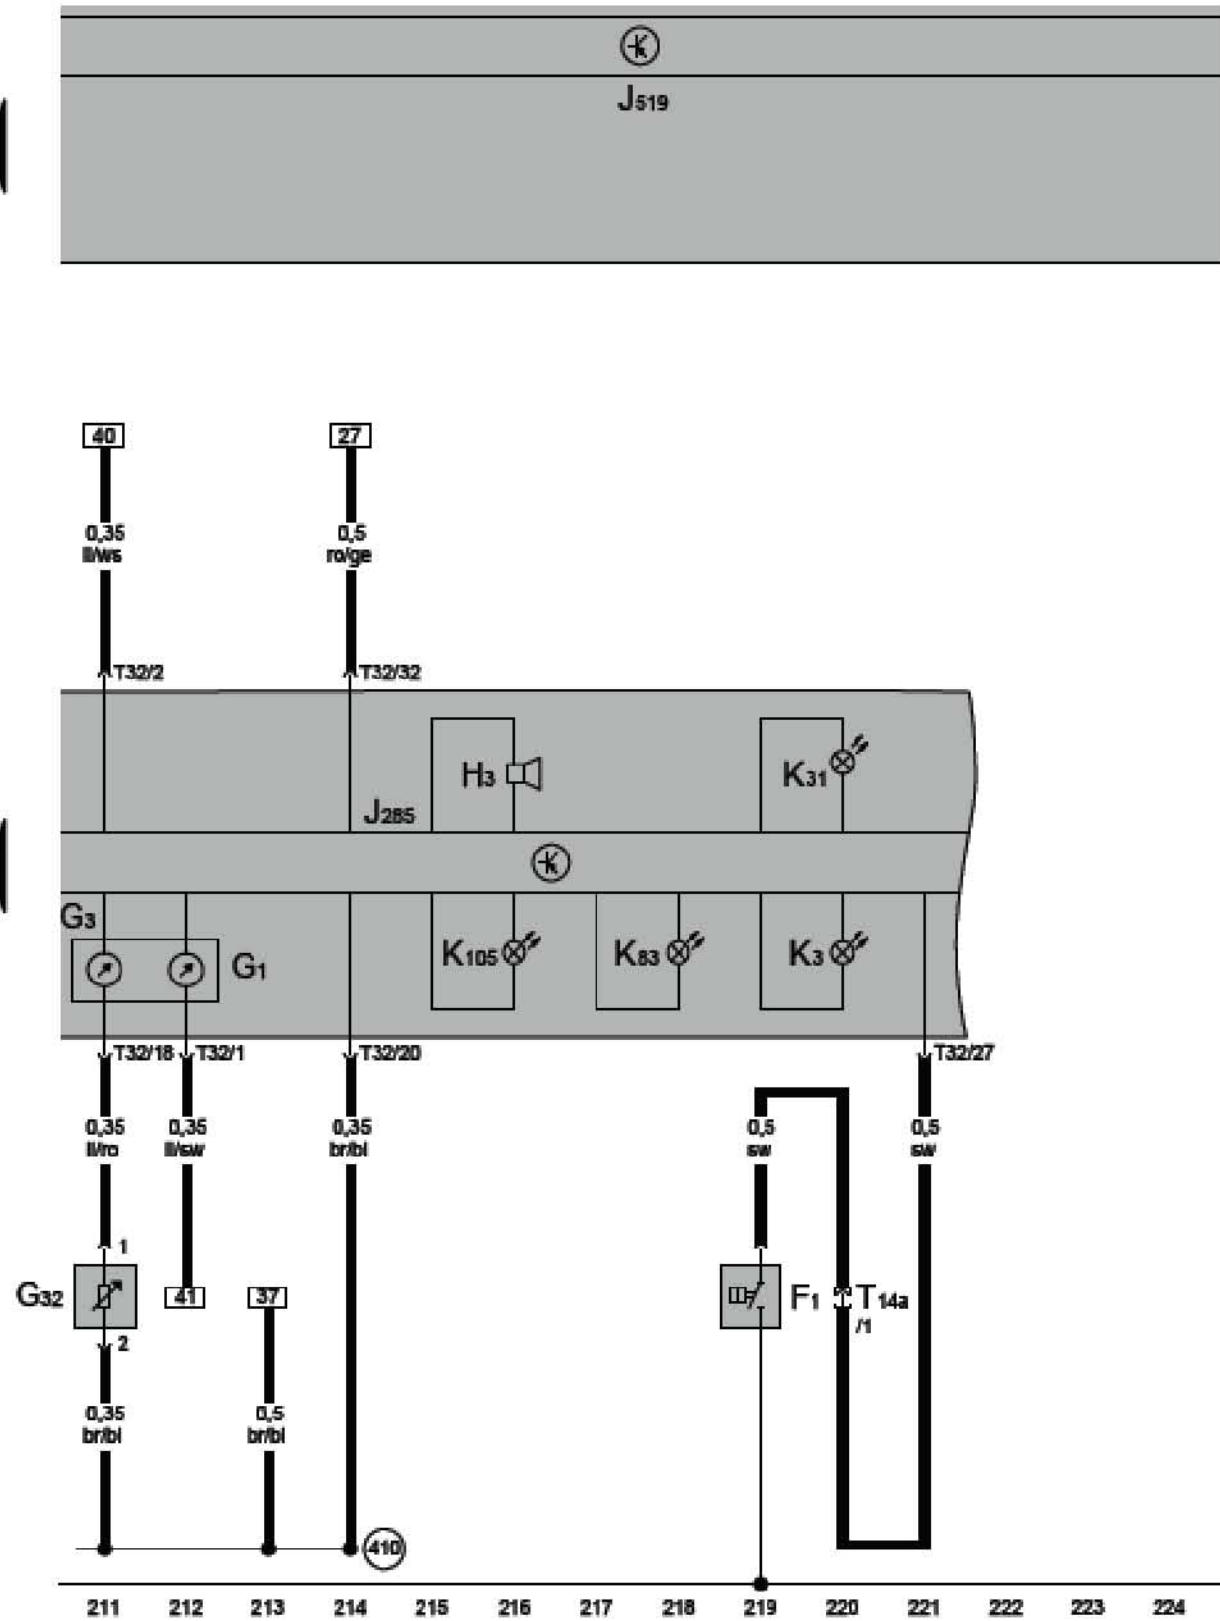 J519
40
27
0,35
0,5
ll/ws
ro/ge
T32/2
T32/32
H3
K31
J285
G3
K105
K83
K3
G1
T32/18
T32/1
T32/20
T32/27
0,35
0,35
0,35
0,5
0,5
ll/ro
ll/sw
br/bl
sw
sw
1
G32
41
37
F1
T14a
/1
2
0,35
0,5
br/bl
br/bl
410
211 212 213 214 215 216 217 218 219 220 221 222 223 224